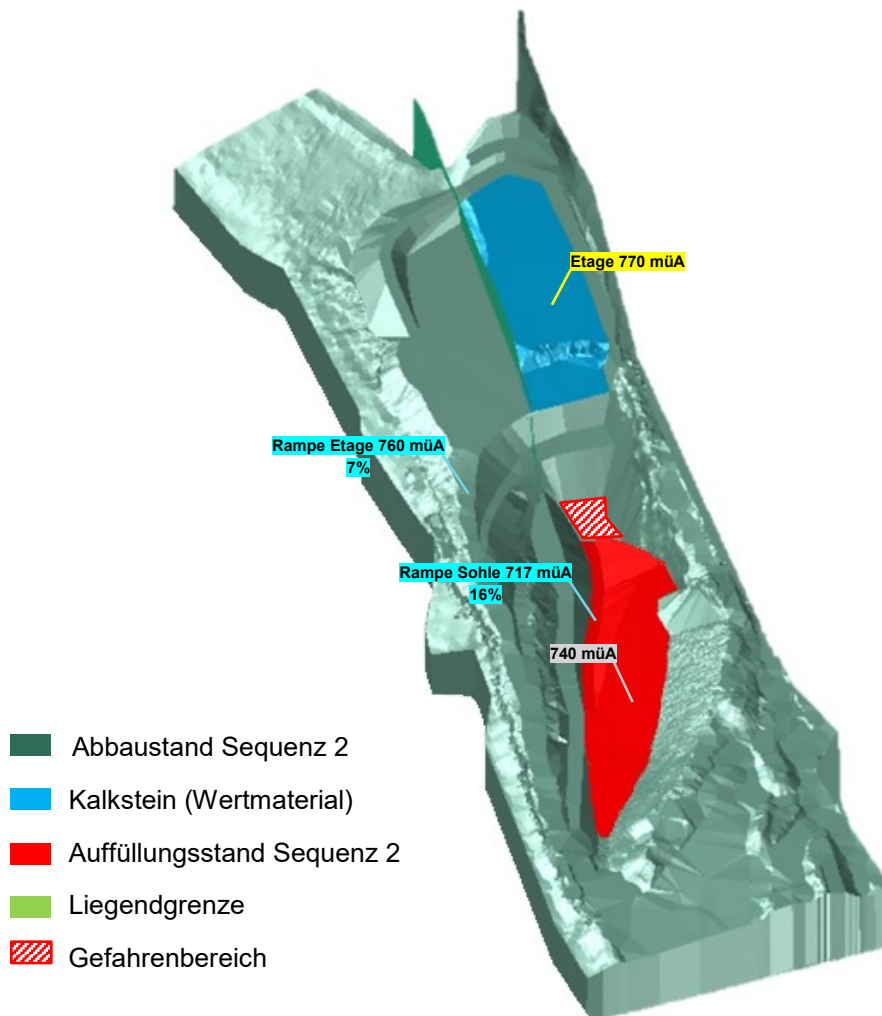 Etage 770 müA
Rampe Etage 760 müA
7%
Rampe Sohle 717 müA
16%
740 müA
Abbaustand Sequenz 2
Kalkstein (Wertmaterial)
Auffüllungsstand Sequenz 2
Liegendgrenze
Gefahrenbereich